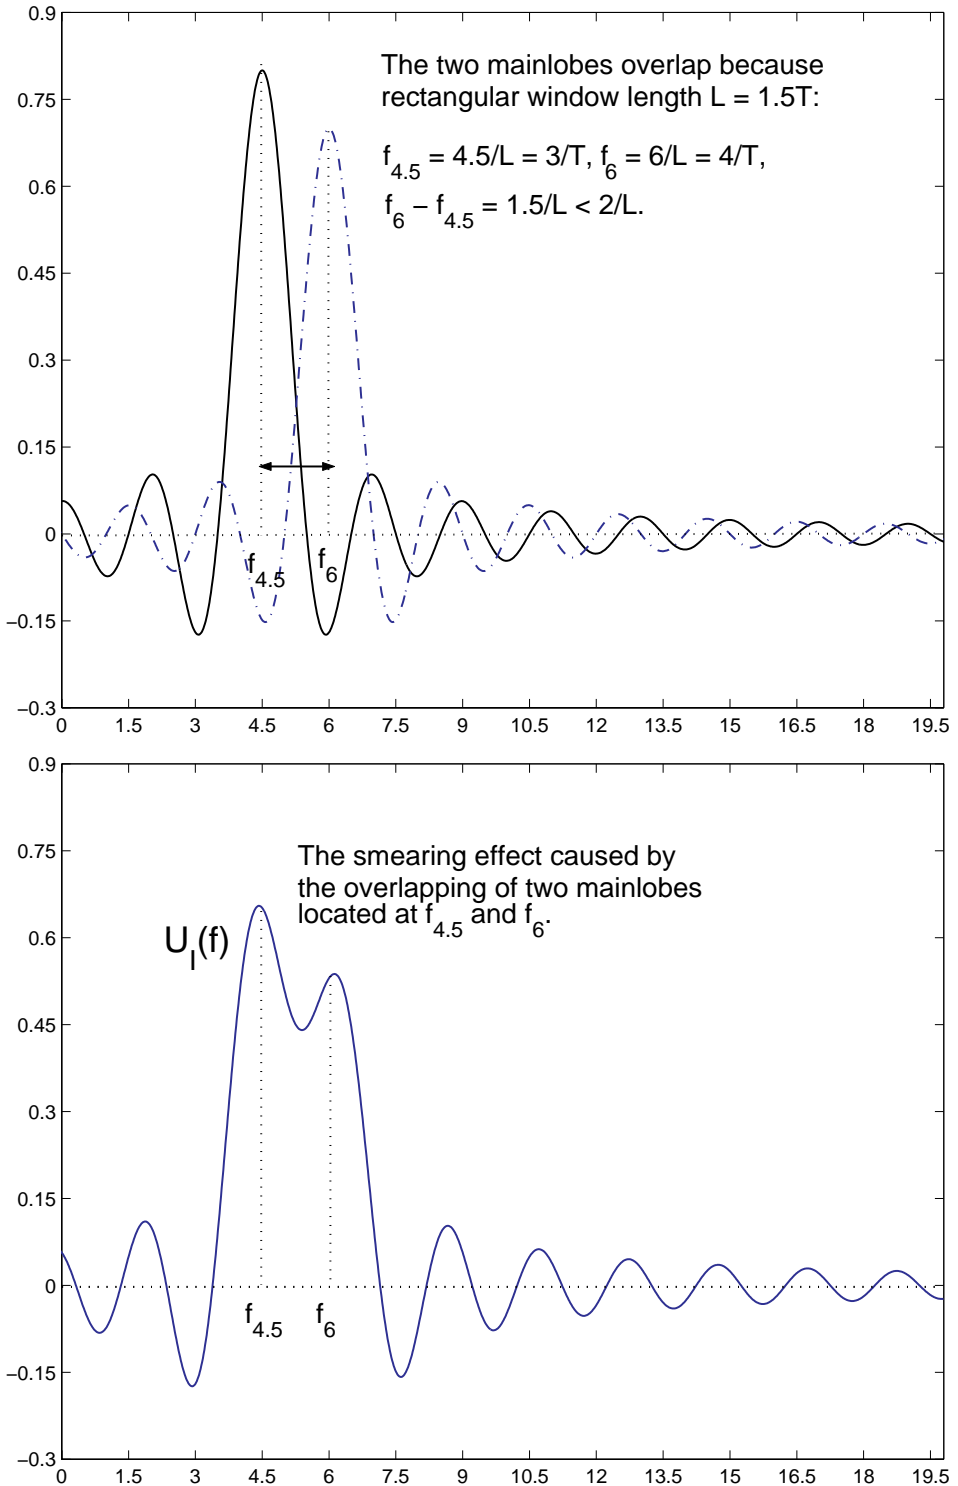 0.9
The two mainlobes overlap because
rectangular window length L = 1.5T:
0.75
f4.5 = 4.5/L = 3/T, f6 = 6/L = 4/T,
0.6
f6 − f4.5 = 1.5/L < 2/L.
0.45
0.3
0.15
0
f4.5 f6
−0.15
−0.3
0 1.5 3 4.5 6 7.5 9 10.5 12 13.5 15 16.5 18 19.5
0.9
0.75
The smearing effect caused by
the overlapping of two mainlobes
located at f4.5 and f6.
0.6
UI(f)
0.45
0.3
0.15
0
f4.5 f6
−0.15
−0.3
0 1.5 3 4.5 6 7.5 9 10.5 12 13.5 15 16.5 18 19.5